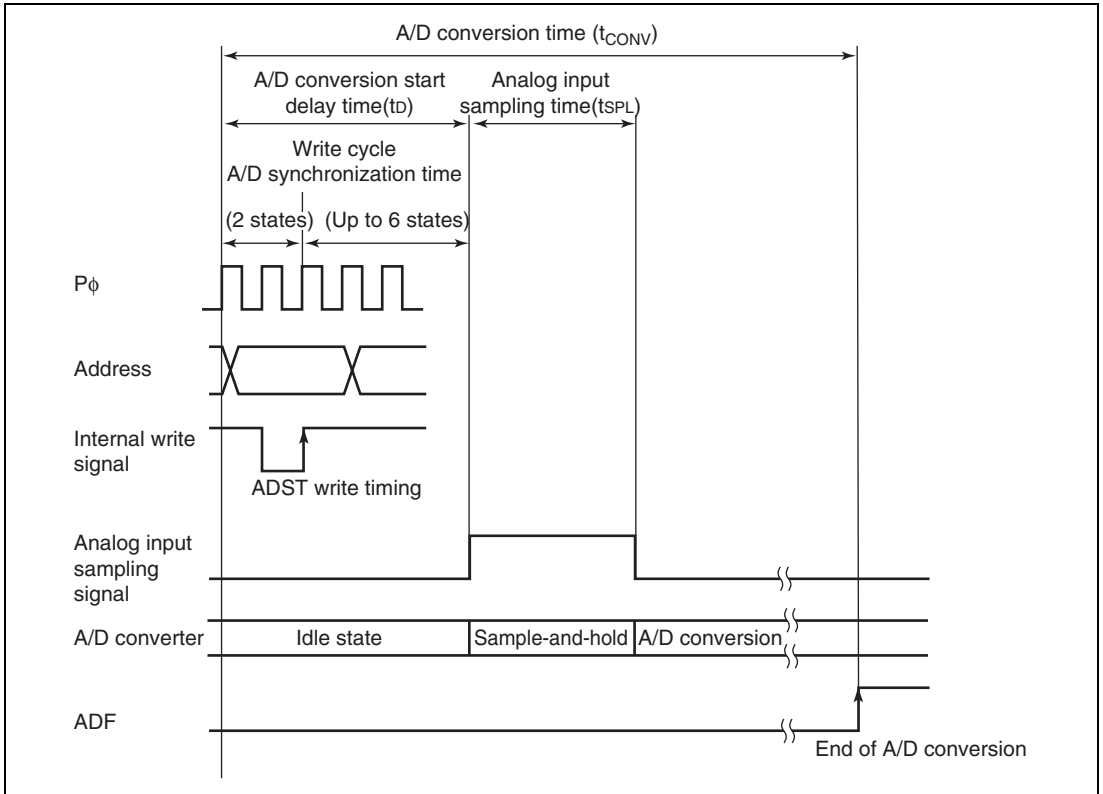 A/D conversion time (tCONV)
A/D conversion start
delay time(tD)
Analog input
sampling time(tSPL)
Write cycle
A/D synchronization time
(2 states) (Up to 6 states)
Pϕ
Address
Internal write
signal
ADST write timing
Analog input
sampling
signal
A/D converter
Idle state
Sample-and-hold
A/D conversion
ADF
End of A/D conversion